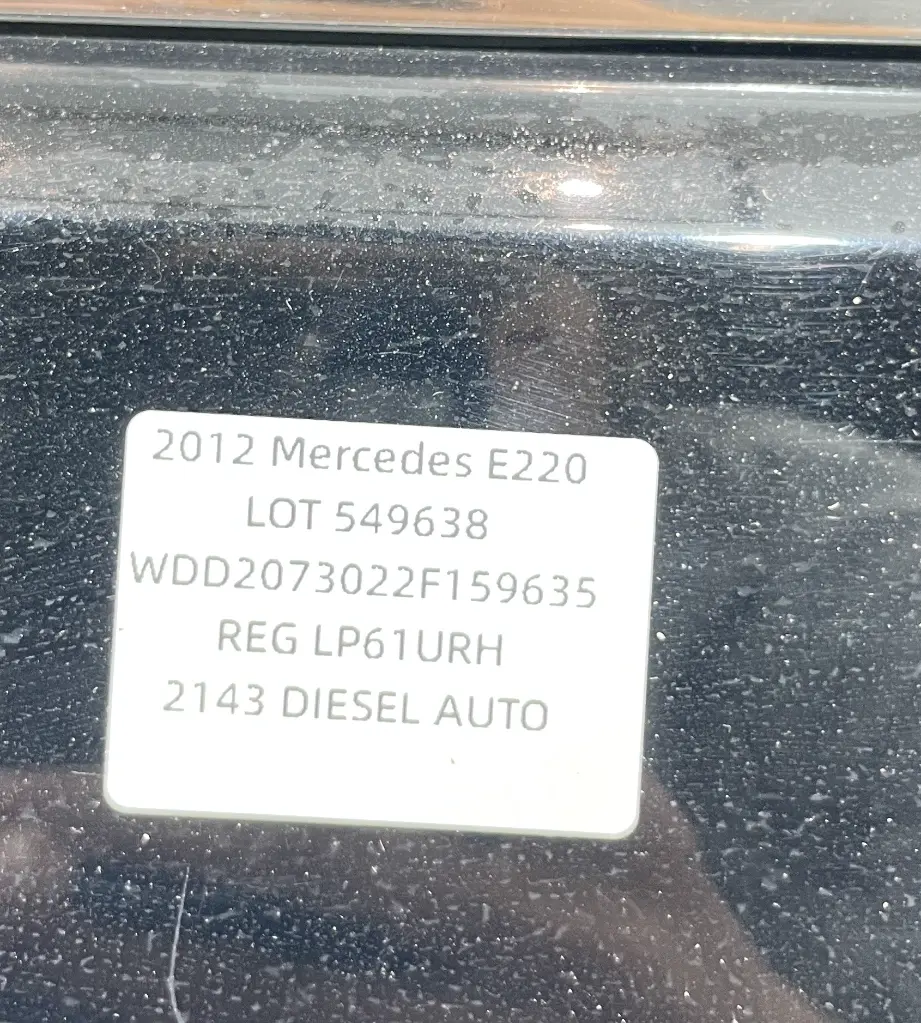 2012 Mercedes E220
LOT 549638
WDD2073022F159635
REG LP61URH
2143 DIESEL AUTO